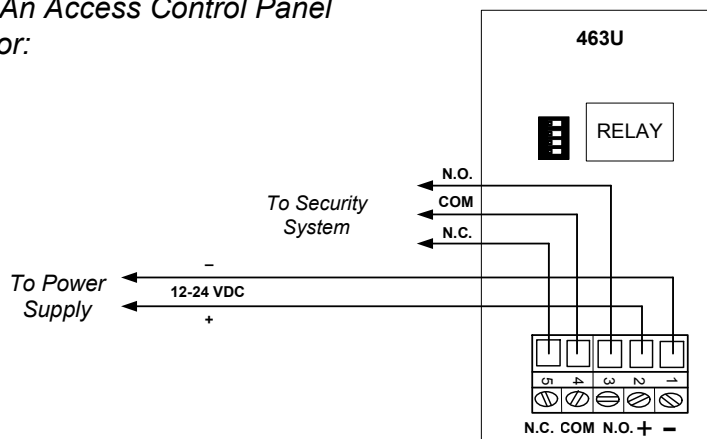 An Access Control Panel
or:
463U
RELAY
N.O.
To Security
System
COM
N.C.
To Power
Supply
–
12-24 VDC
+
5 4 3 2 1
N.C. COM N.O. + –